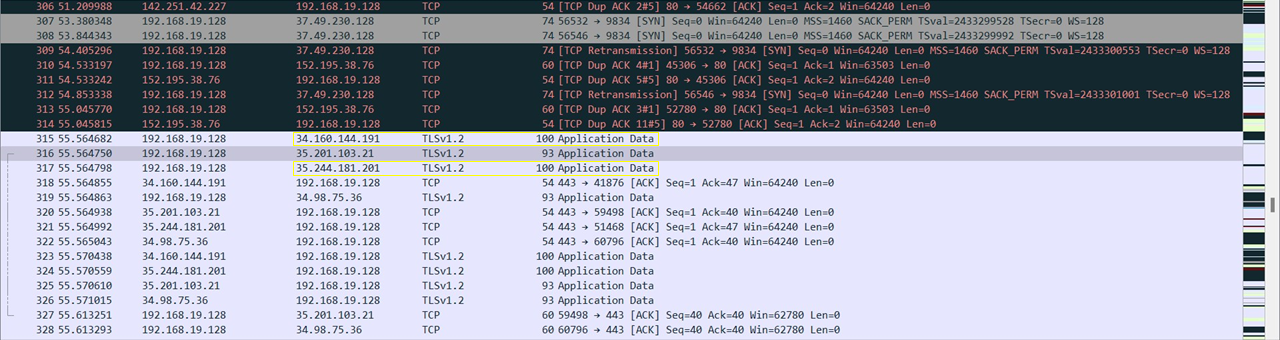 306 51.209988 142.251.42.227 192.168.19.128 TCP 54 [TCP Dup ACK 2#5] 80 → 54662 [ACK] Seq=1 Ack=2 Win=64240 Len=0
307 53.380348 192.168.19.128 37.49.230.128 TCP 74 56532 → 9834 [SYN] Seq=0 Win=64240 Len=0 MSS=1460 SACK_PERM TSval=2433299528 TSecr=0 WS=128
308 53.844343 192.168.19.128 37.49.230.128 TCP 74 56546 → 9834 [SYN] Seq=0 Win=64240 Len=0 MSS=1460 SACK_PERM TSval=2433299992 TSecr=0 WS=128
309 54.405296 192.168.19.128 37.49.230.128 TCP 74 [TCP Retransmission] 56532 → 9834 [SYN] Seq=0 Win=64240 Len=0 MSS=1460 SACK_PERM TSval=2433300553 TSecr=0 WS=128
310 54.533197 192.168.19.128 152.195.38.76 TCP 60 [TCP Dup ACK 4#1] 45306 → 80 [ACK] Seq=1 Ack=1 Win=63503 Len=0
311 54.533242 152.195.38.76 192.168.19.128 TCP 54 [TCP Dup ACK 5#5] 80 → 45306 [ACK] Seq=1 Ack=2 Win=64240 Len=0
312 54.853338 192.168.19.128 37.49.230.128 TCP 74 [TCP Retransmission] 56546 → 9834 [SYN] Seq=0 Win=64240 Len=0 MSS=1460 SACK_PERM TSval=2433301001 TSecr=0 WS=128
313 55.045770 192.168.19.128 152.195.38.76 TCP 60 [TCP Dup ACK 3#1] 52780 → 80 [ACK] Seq=1 Ack=1 Win=63503 Len=0
314 55.045815 152.195.38.76 192.168.19.128 TCP 54 [TCP Dup ACK 11#5] 80 → 52780 [ACK] Seq=1 Ack=2 Win=64240 Len=0
315 55.564682 192.168.19.128 34.160.144.191 TLSv1.2 100 Application Data
316 55.564750 192.168.19.128 35.201.103.21 TLSv1.2 93 Application Data
317 55.564798 192.168.19.128 35.244.181.201 TLSv1.2 100 Application Data
318 55.564855 34.160.144.191 192.168.19.128 TCP 54 443 → 41876 [ACK] Seq=1 Ack=47 Win=64240 Len=0
319 55.564863 192.168.19.128 34.98.75.36 TLSv1.2 93 Application Data
320 55.564938 35.201.103.21 192.168.19.128 TCP 54 443 → 59498 [ACK] Seq=1 Ack=40 Win=64240 Len=0
321 55.564992 35.244.181.201 192.168.19.128 TCP 54 443 → 51468 [ACK] Seq=1 Ack=47 Win=64240 Len=0
322 55.565043 34.98.75.36 192.168.19.128 TCP 54 443 → 60796 [ACK] Seq=1 Ack=40 Win=64240 Len=0
323 55.570438 34.160.144.191 192.168.19.128 TLSv1.2 100 Application Data
324 55.570559 35.244.181.201 192.168.19.128 TLSv1.2 100 Application Data
325 55.570610 35.201.103.21 192.168.19.128 TLSv1.2 93 Application Data
326 55.571015 34.98.75.36 192.168.19.128 TLSv1.2 93 Application Data
327 55.613251 192.168.19.128 35.201.103.21 TCP 60 59498 → 443 [ACK] Seq=40 Ack=40 Win=62780 Len=0
328 55.613293 192.168.19.128 34.98.75.36 TCP 60 60796 → 443 [ACK] Seq=40 Ack=40 Win=62780 Len=0